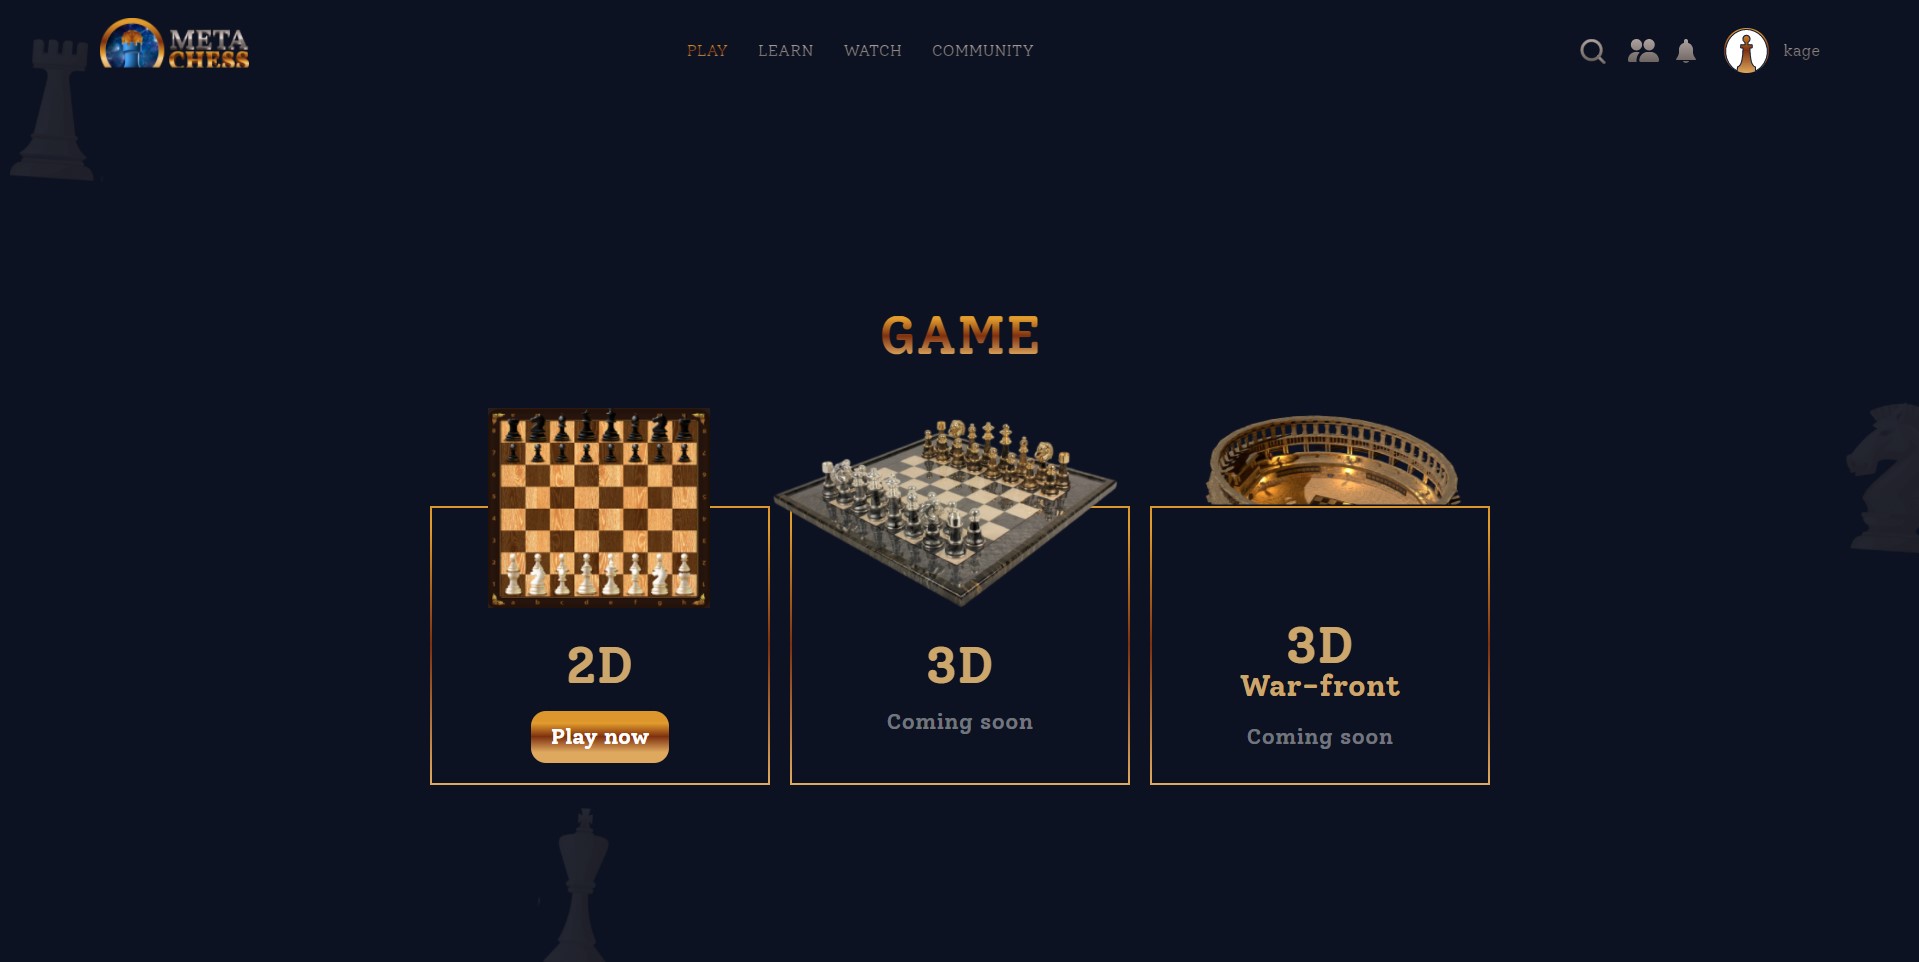 META
CHESS
PLAY LEARN WATCH COMMUNITY
kage
GAME
2D
Play now
3D
Coming soon
3D
War-front
Coming soon